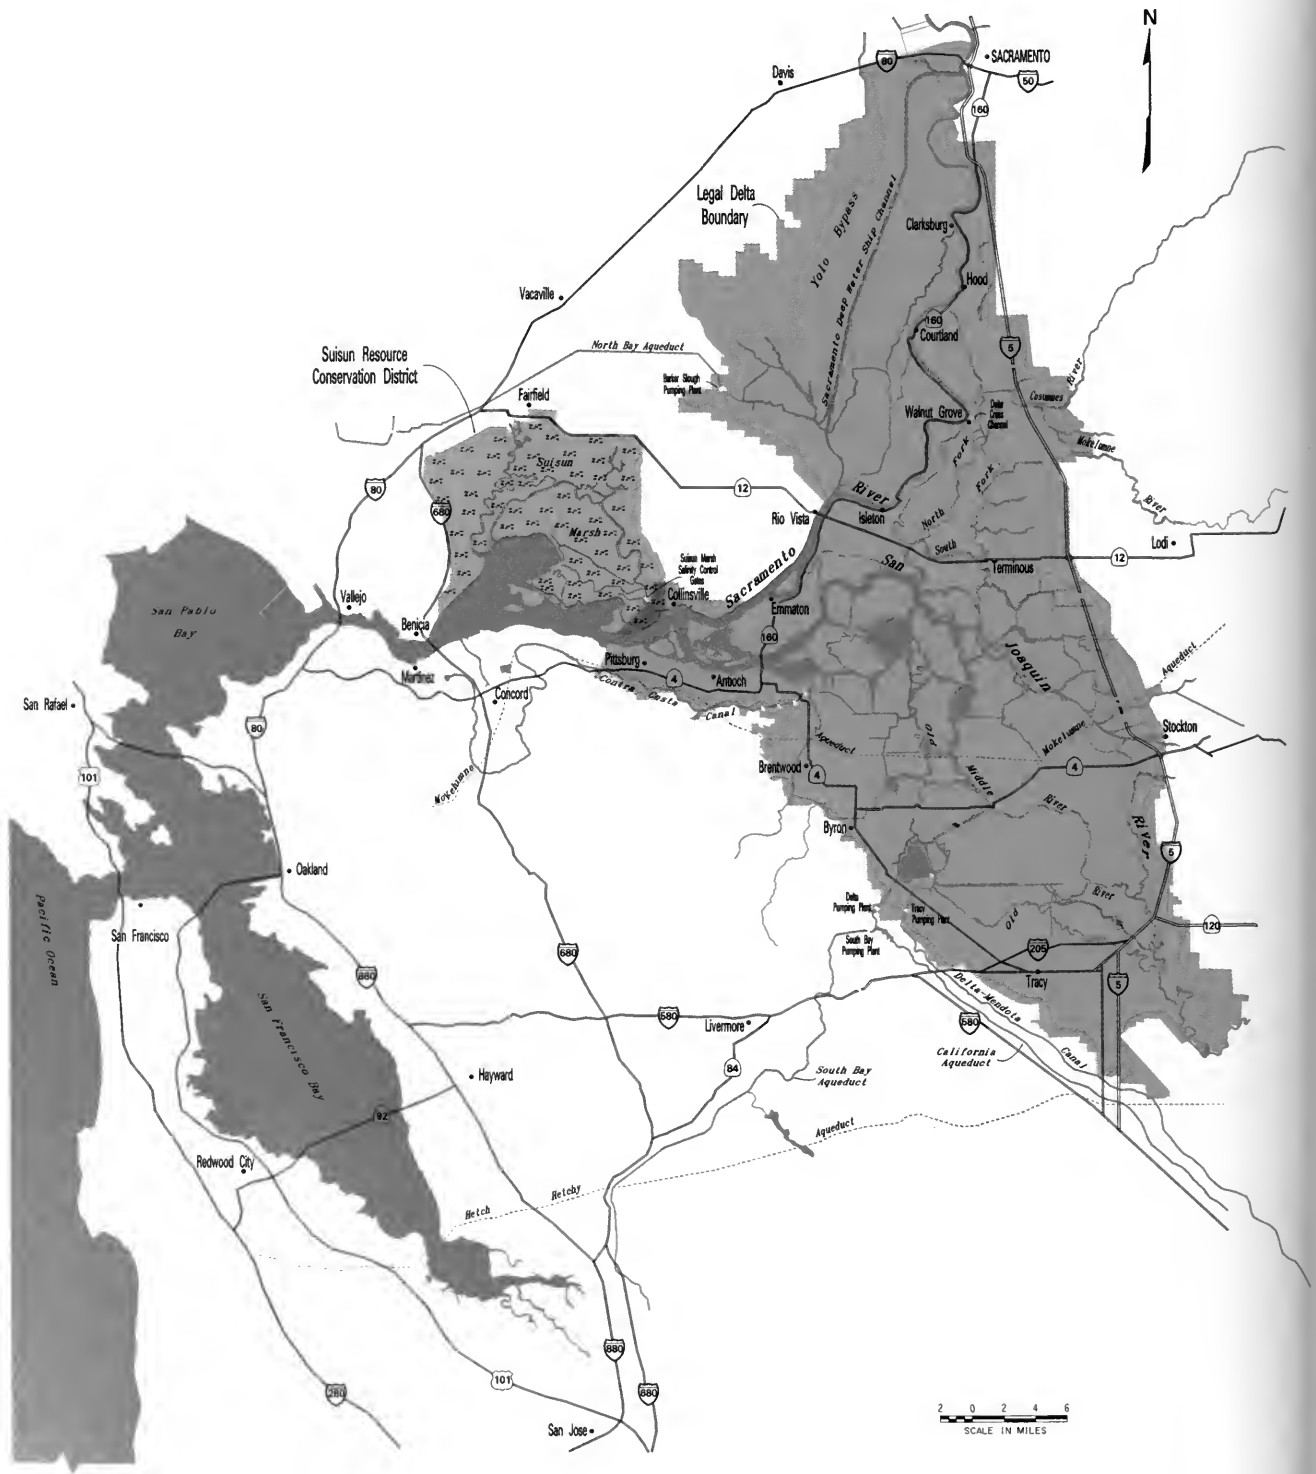 N
SACRAMENTO
80
50
Davis
160
Legal Delta
Boundary
Yolo Bypass
Sacramento Deep Water Ship Channel
Clarksburg
Hood
Vacaville
160
Courtland
North Bay Aqueduct
5
Suisun Resource
Conservation District
Barker Slough
Pumping Plant
River
Cosumnes
Fairfield
Walnut Grove
Delta
Cross
Channel
Mokelumne
River
Fork
Fork
Suisun
Marsh
80
680
12
River
Isleton
Rio Vista
North
South
Lodi
San
12
Terminous
Suisun Marsh
Salinity Control
Gates
Collinsville
Sacramento
Emmaton
Vallejo
San Pablo
Bay
Benicia
160
Pittsburg
Joaquin
Martinez
4
Antioch
Aqueduct
Concord
Contra Costa Canal
San Rafael
80
Old
Stockton
Aqueduct
Mokelumne
Brentwood
4
4
101
Mokelumne
Middle
River
Byron
River
5
Oakland
River
Pacific Ocean
Delta
Pumping Plant
Tracy
Pumping Plant
Old
120
San Francisco
South Bay
Pumping Plant
205
680
880
Tracy
5
San Francisco Bay
580
Livermore
Delta-Mendota
Canal
580
California
Aqueduct
84
South Bay
Aqueduct
Hayward
92
Aqueduct
Redwood City
Hetch
Hetchy
880
101
280
680
San Jose
2 0 2 4 6
SCALE IN MILES